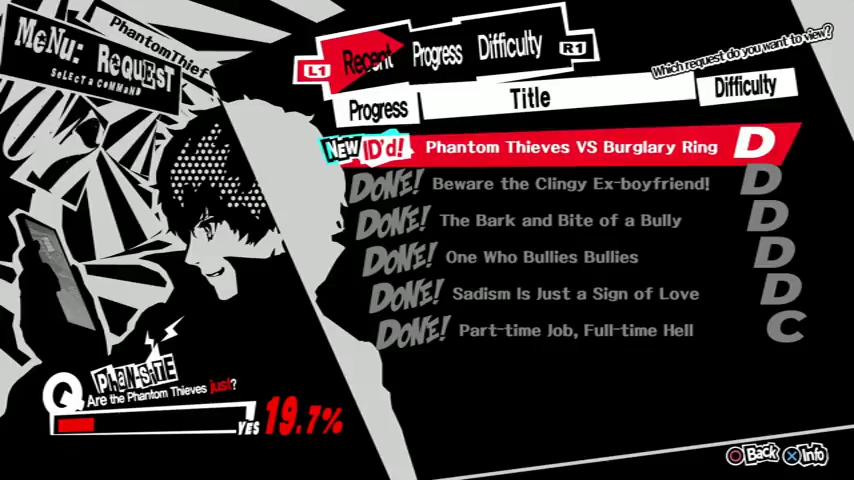 PhantomThief
MeNu: ReQuEST
SeLECT a CoMMAND
L1 Recent Progress Difficulty R1
Which request do you want to view?
Progress Title Difficulty
NEW ID'd! Phantom Thieves VS Burglary Ring D
DONE! Beware the Clingy Ex-boyfriend! D
DONE! The Bark and Bite of a Bully D
DONE! One Who Bullies Bullies D
DONE! Sadism Is Just a Sign of Love D
DONE! Part-time Job, Full-time Hell C
PhaN-SiTE
Q Are the Phantom Thieves just?
YES 19.7%
Back Info